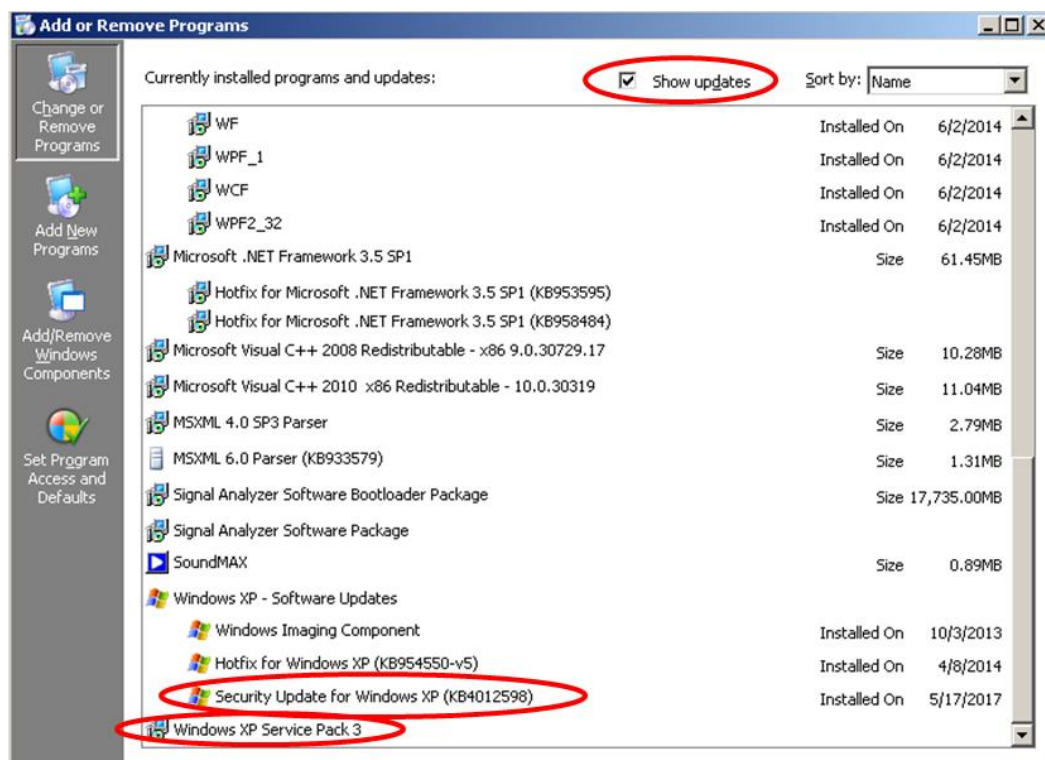 Add or Remove Programs
Change or
Remove
Programs
Add New
Programs
Add/Remove
Windows
Components
Set Program
Access and
Defaults
Currently installed programs and updates: Show updates Sort by: Name
WF Installed On 6/2/2014
WPF_1 Installed On 6/2/2014
WCF Installed On 6/2/2014
WPF2_32 Installed On 6/2/2014
Microsoft .NET Framework 3.5 SP1 Size 61.45MB
Hotfix for Microsoft .NET Framework 3.5 SP1 (KB953595)
Hotfix for Microsoft .NET Framework 3.5 SP1 (KB958484)
Microsoft Visual C++ 2008 Redistributable - x86 9.0.30729.17 Size 10.28MB
Microsoft Visual C++ 2010 x86 Redistributable - 10.0.30319 Size 11.04MB
MSXML 4.0 SP3 Parser Size 2.79MB
MSXML 6.0 Parser (KB933579) Size 1.31MB
Signal Analyzer Software Bootloader Package Size 17,735.00MB
Signal Analyzer Software Package
SoundMAX Size 0.89MB
Windows XP - Software Updates
Windows Imaging Component Installed On 10/3/2013
Hotfix for Windows XP (KB954550-v5) Installed On 4/8/2014
Security Update for Windows XP (KB4012598) Installed On 5/17/2017
Windows XP Service Pack 3